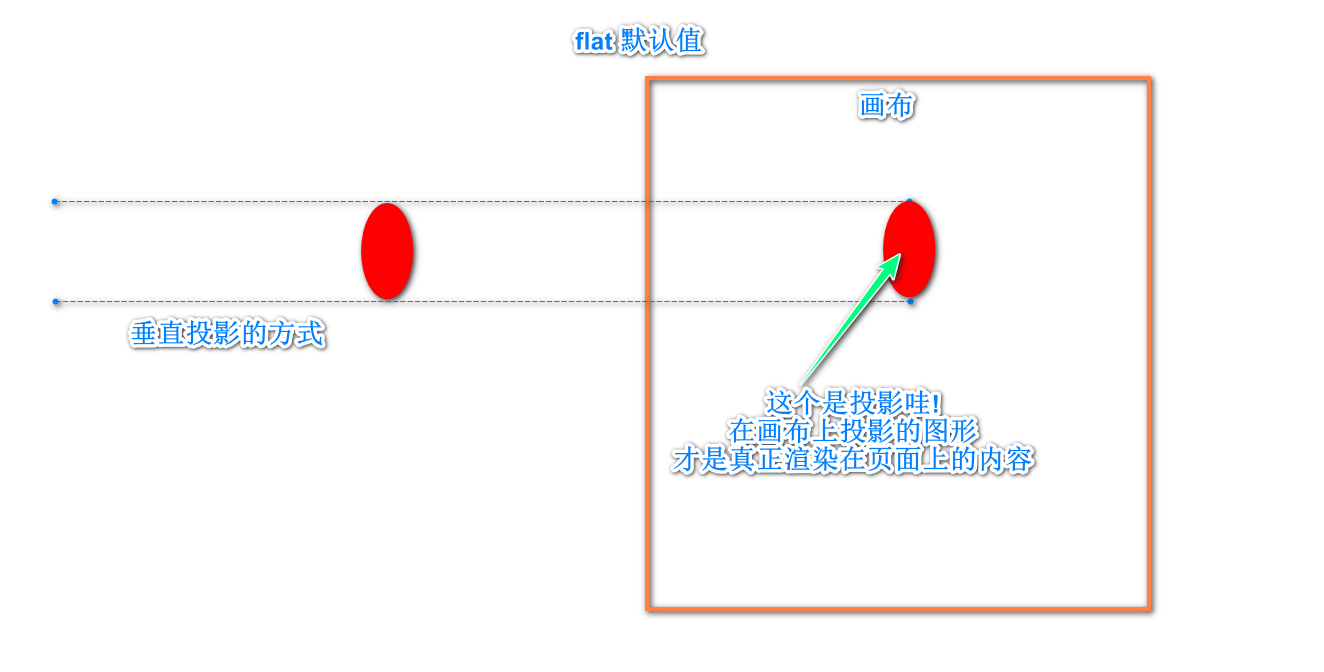 flat 默认值
画布
垂直投影的方式
这个是投影哇!
在画布上投影的图形
才是真正渲染在页面上的内容